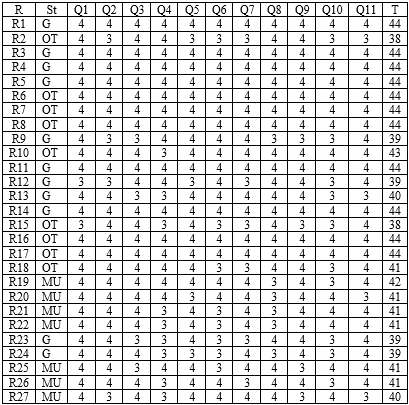 R St Q1 Q2 Q3 Q4 Q5 Q6 Q7 Q8 Q9 Q10 Q11 T
R1 G 4 4 4 4 4 4 4 4 4 4 4 44
R2 OT 4 3 4 4 3 3 3 4 4 3 3 38
R3 G 4 4 4 4 4 4 4 4 4 4 4 44
R4 G 4 4 4 4 4 4 4 4 4 4 4 44
R5 G 4 4 4 4 4 4 4 4 4 4 4 44
R6 OT 4 4 4 4 4 4 4 4 4 4 4 44
R7 OT 4 4 4 4 4 4 4 4 4 4 4 44
R8 OT 4 4 4 4 4 4 4 4 4 4 4 44
R9 G 4 3 3 4 4 4 4 3 3 3 4 39
R10 OT 4 4 4 3 4 4 4 4 4 4 4 43
R11 G 4 4 4 4 4 4 4 4 4 4 4 44
R12 G 3 3 4 4 3 4 3 4 4 3 4 39
R13 G 4 4 3 3 4 4 4 4 4 3 3 40
R14 G 4 4 4 4 4 4 4 4 4 4 4 44
R15 OT 3 4 4 3 4 3 3 4 3 3 4 38
R16 OT 4 4 4 4 4 4 4 4 4 4 4 44
R17 OT 4 4 4 4 4 4 4 4 4 4 4 44
R18 OT 4 4 4 4 4 3 3 4 4 3 4 41
R19 MU 4 4 4 4 4 4 4 3 4 3 4 42
R20 MU 4 4 4 4 3 4 4 3 4 4 3 41
R21 MU 4 4 4 3 4 3 4 3 4 4 4 41
R22 MU 4 4 4 3 4 3 4 3 4 4 4 41
R23 G 4 4 3 3 4 3 3 4 4 3 4 39
R24 G 4 4 4 3 3 3 4 3 4 3 4 39
R25 MU 4 4 3 4 4 3 4 4 3 4 4 41
R26 MU 4 4 4 3 4 3 3 4 4 4 4 41
R27 MU 4 3 4 3 4 4 4 4 3 4 3 40